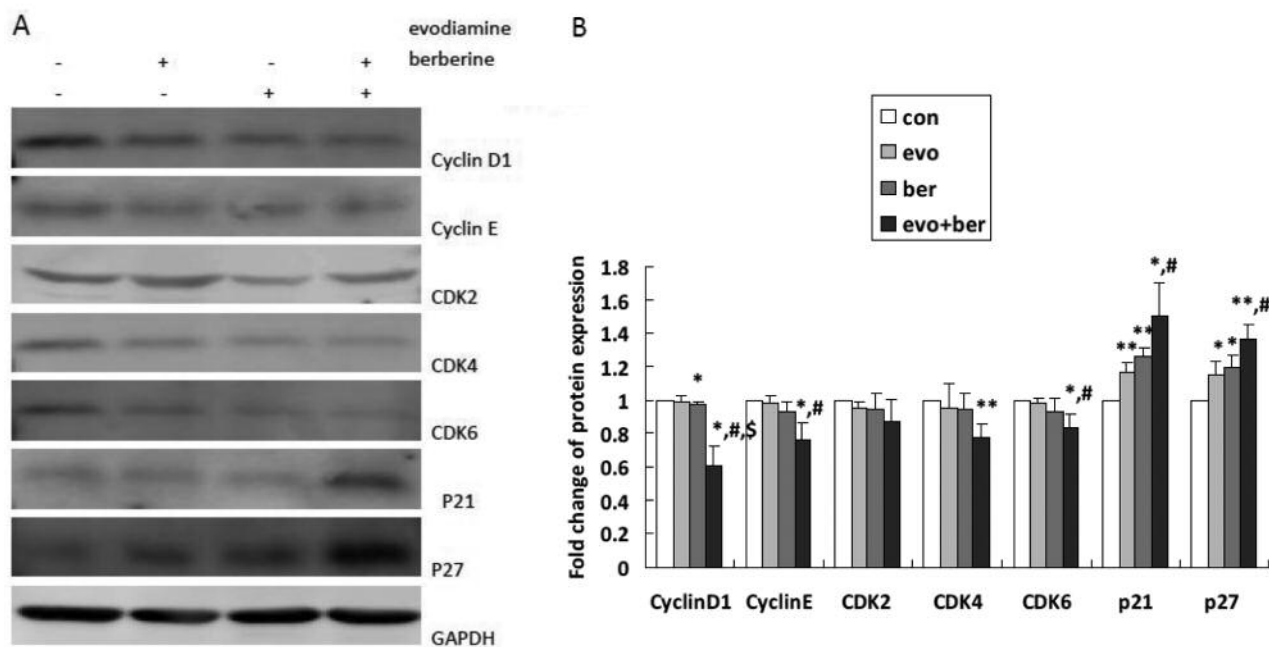 A
evodiamine
- + - + berberine
- - + +
Cyclin D1
Cyclin E
CDK2
CDK4
CDK6
P21
P27
GAPDH
B
con
evo
ber
evo+ber
Fold change of protein expression
1.8
1.6
1.4
1.2
1
0.8
0.6
0.4
0.2
0
*
*,#,$
*,#
**
*,#
**
**
*,#
*
*
**,#
CyclinD1 CyclinE CDK2 CDK4 CDK6 p21 p27